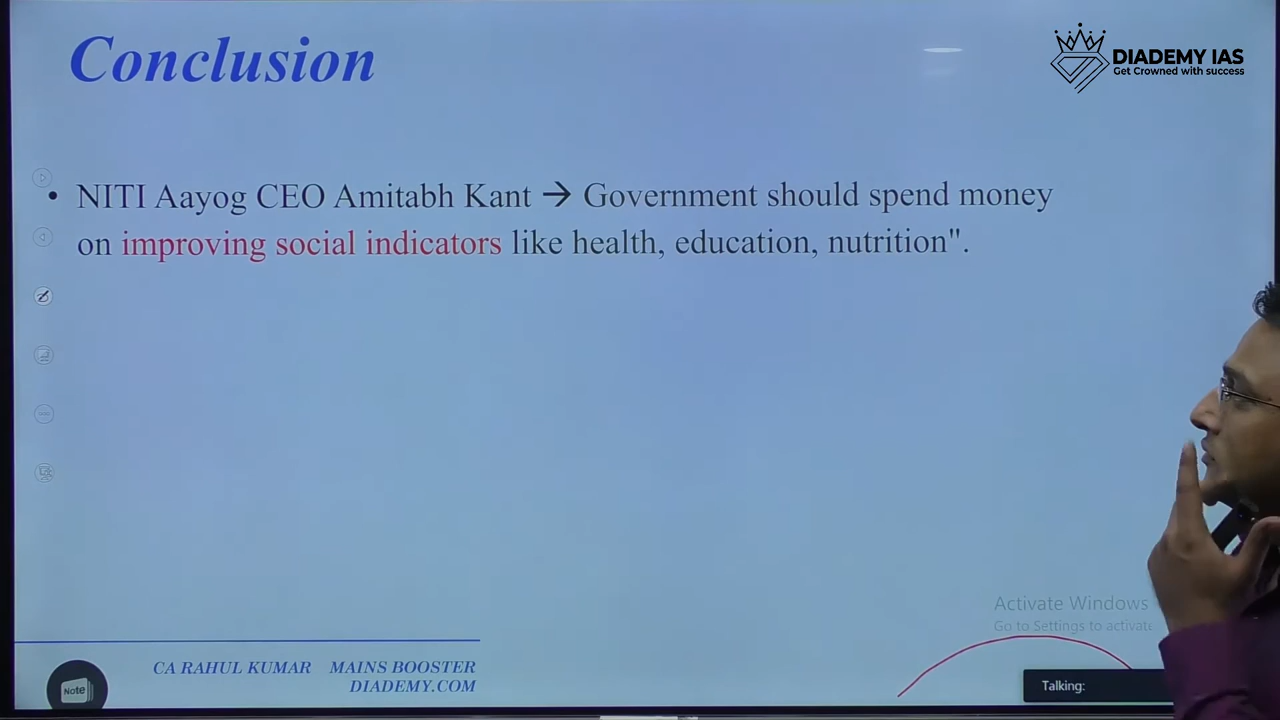 Conclusion
DIADEMY IAS
Get Crowned with success
• NITI Aayog CEO Amitabh Kant → Government should spend money
on improving social indicators like health, education, nutrition".
Activate Windows
Go to Settings to activate
CA RAHUL KUMAR MAINS BOOSTER
DIADEMY.COM
Note
Talking: